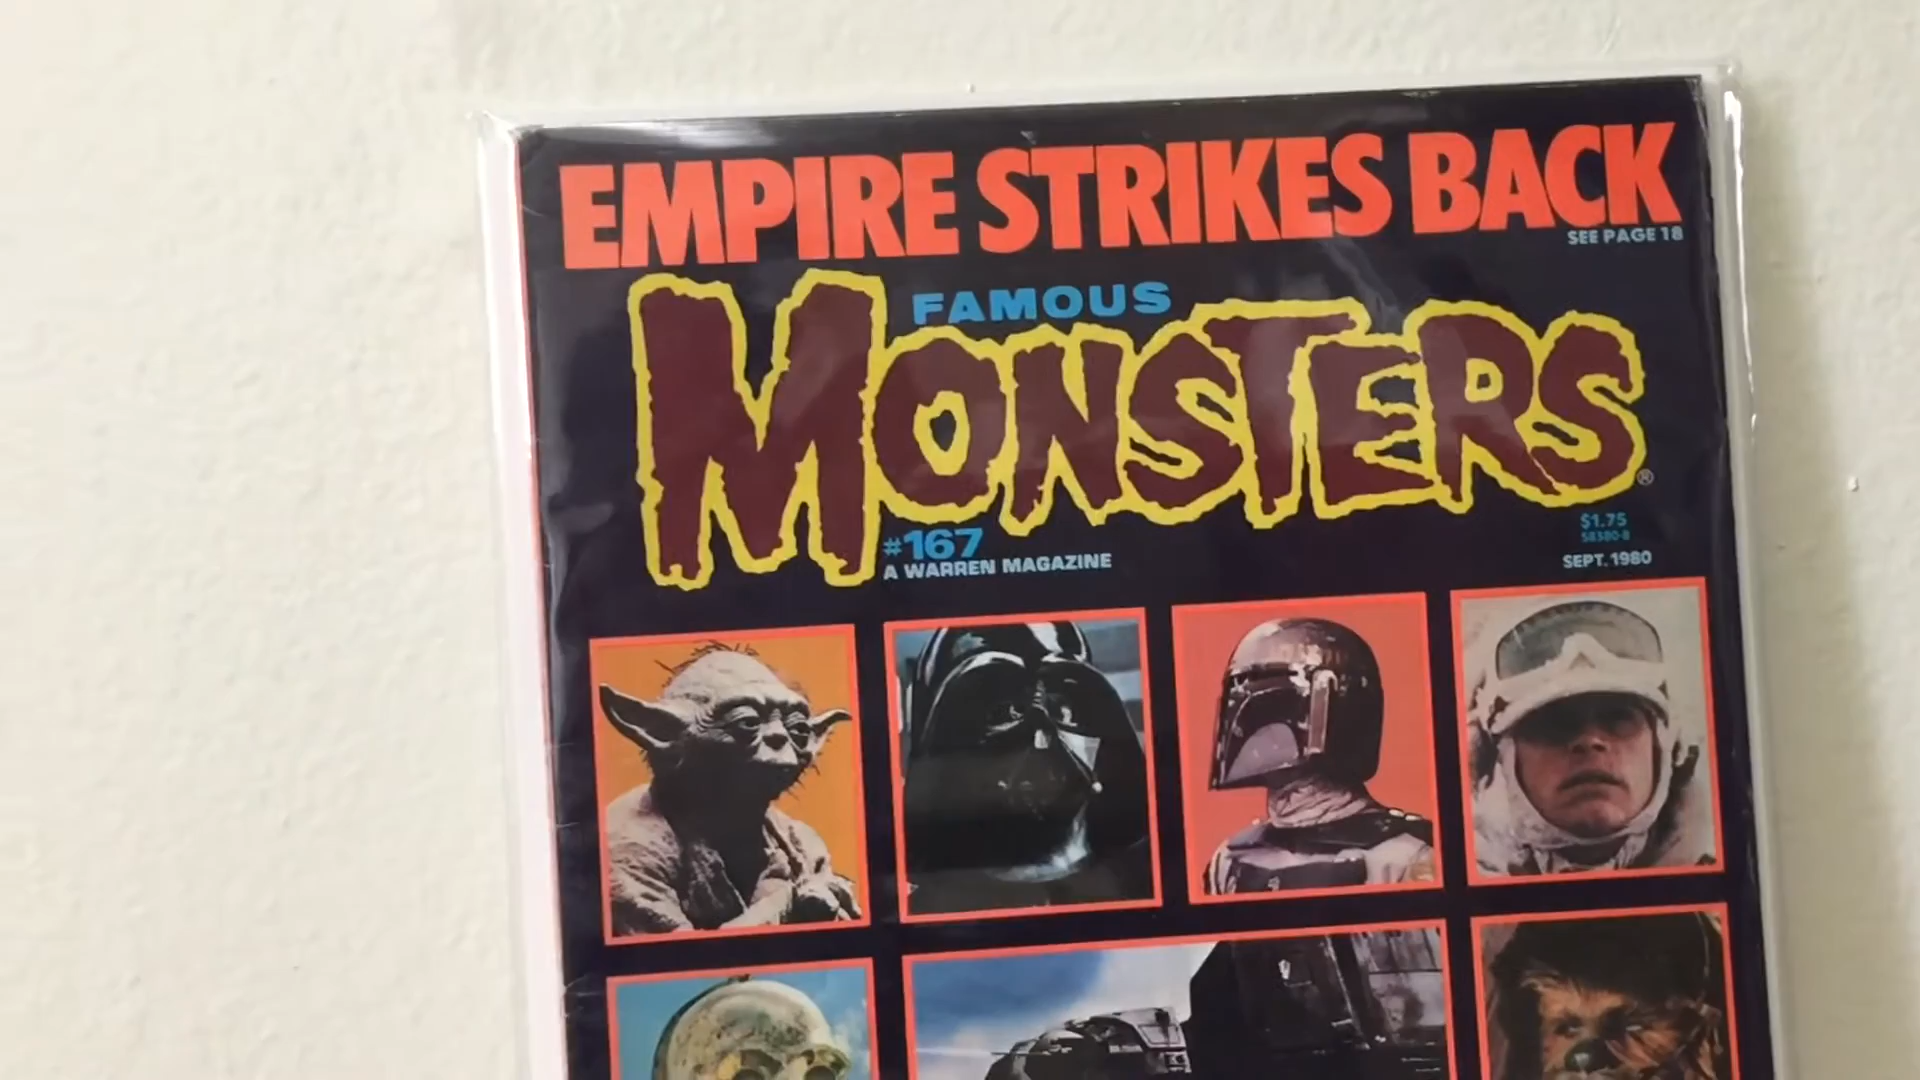 EMPIRE STRIKES BACK
SEE PAGE 18
FAMOUS
MONSTERS®
#167
A WARREN MAGAZINE
$1.75
58380-8
SEPT. 1980